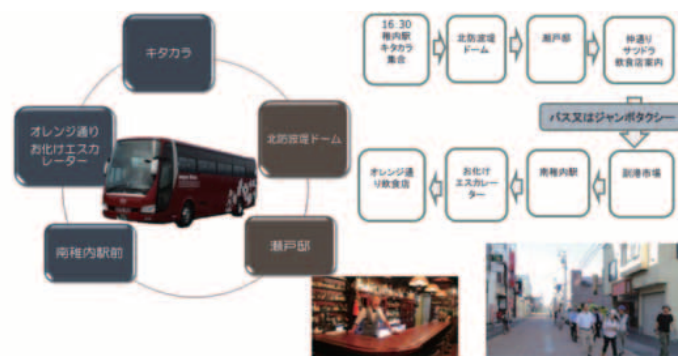 キタカラ
オレンジ通り
お化けエスカ
レーター
北防波堤ドーム
南稚内駅前
瀬戸邸
16:30
稚内駅
キタカラ
集合
北防波堤
ドーム
瀬戸邸
仲通り
サツドラ
飲食店案内
バス又はジャンボタクシー
オレンジ通
り飲食店
お化け
エスカレー
ター
南稚内駅
副港市場